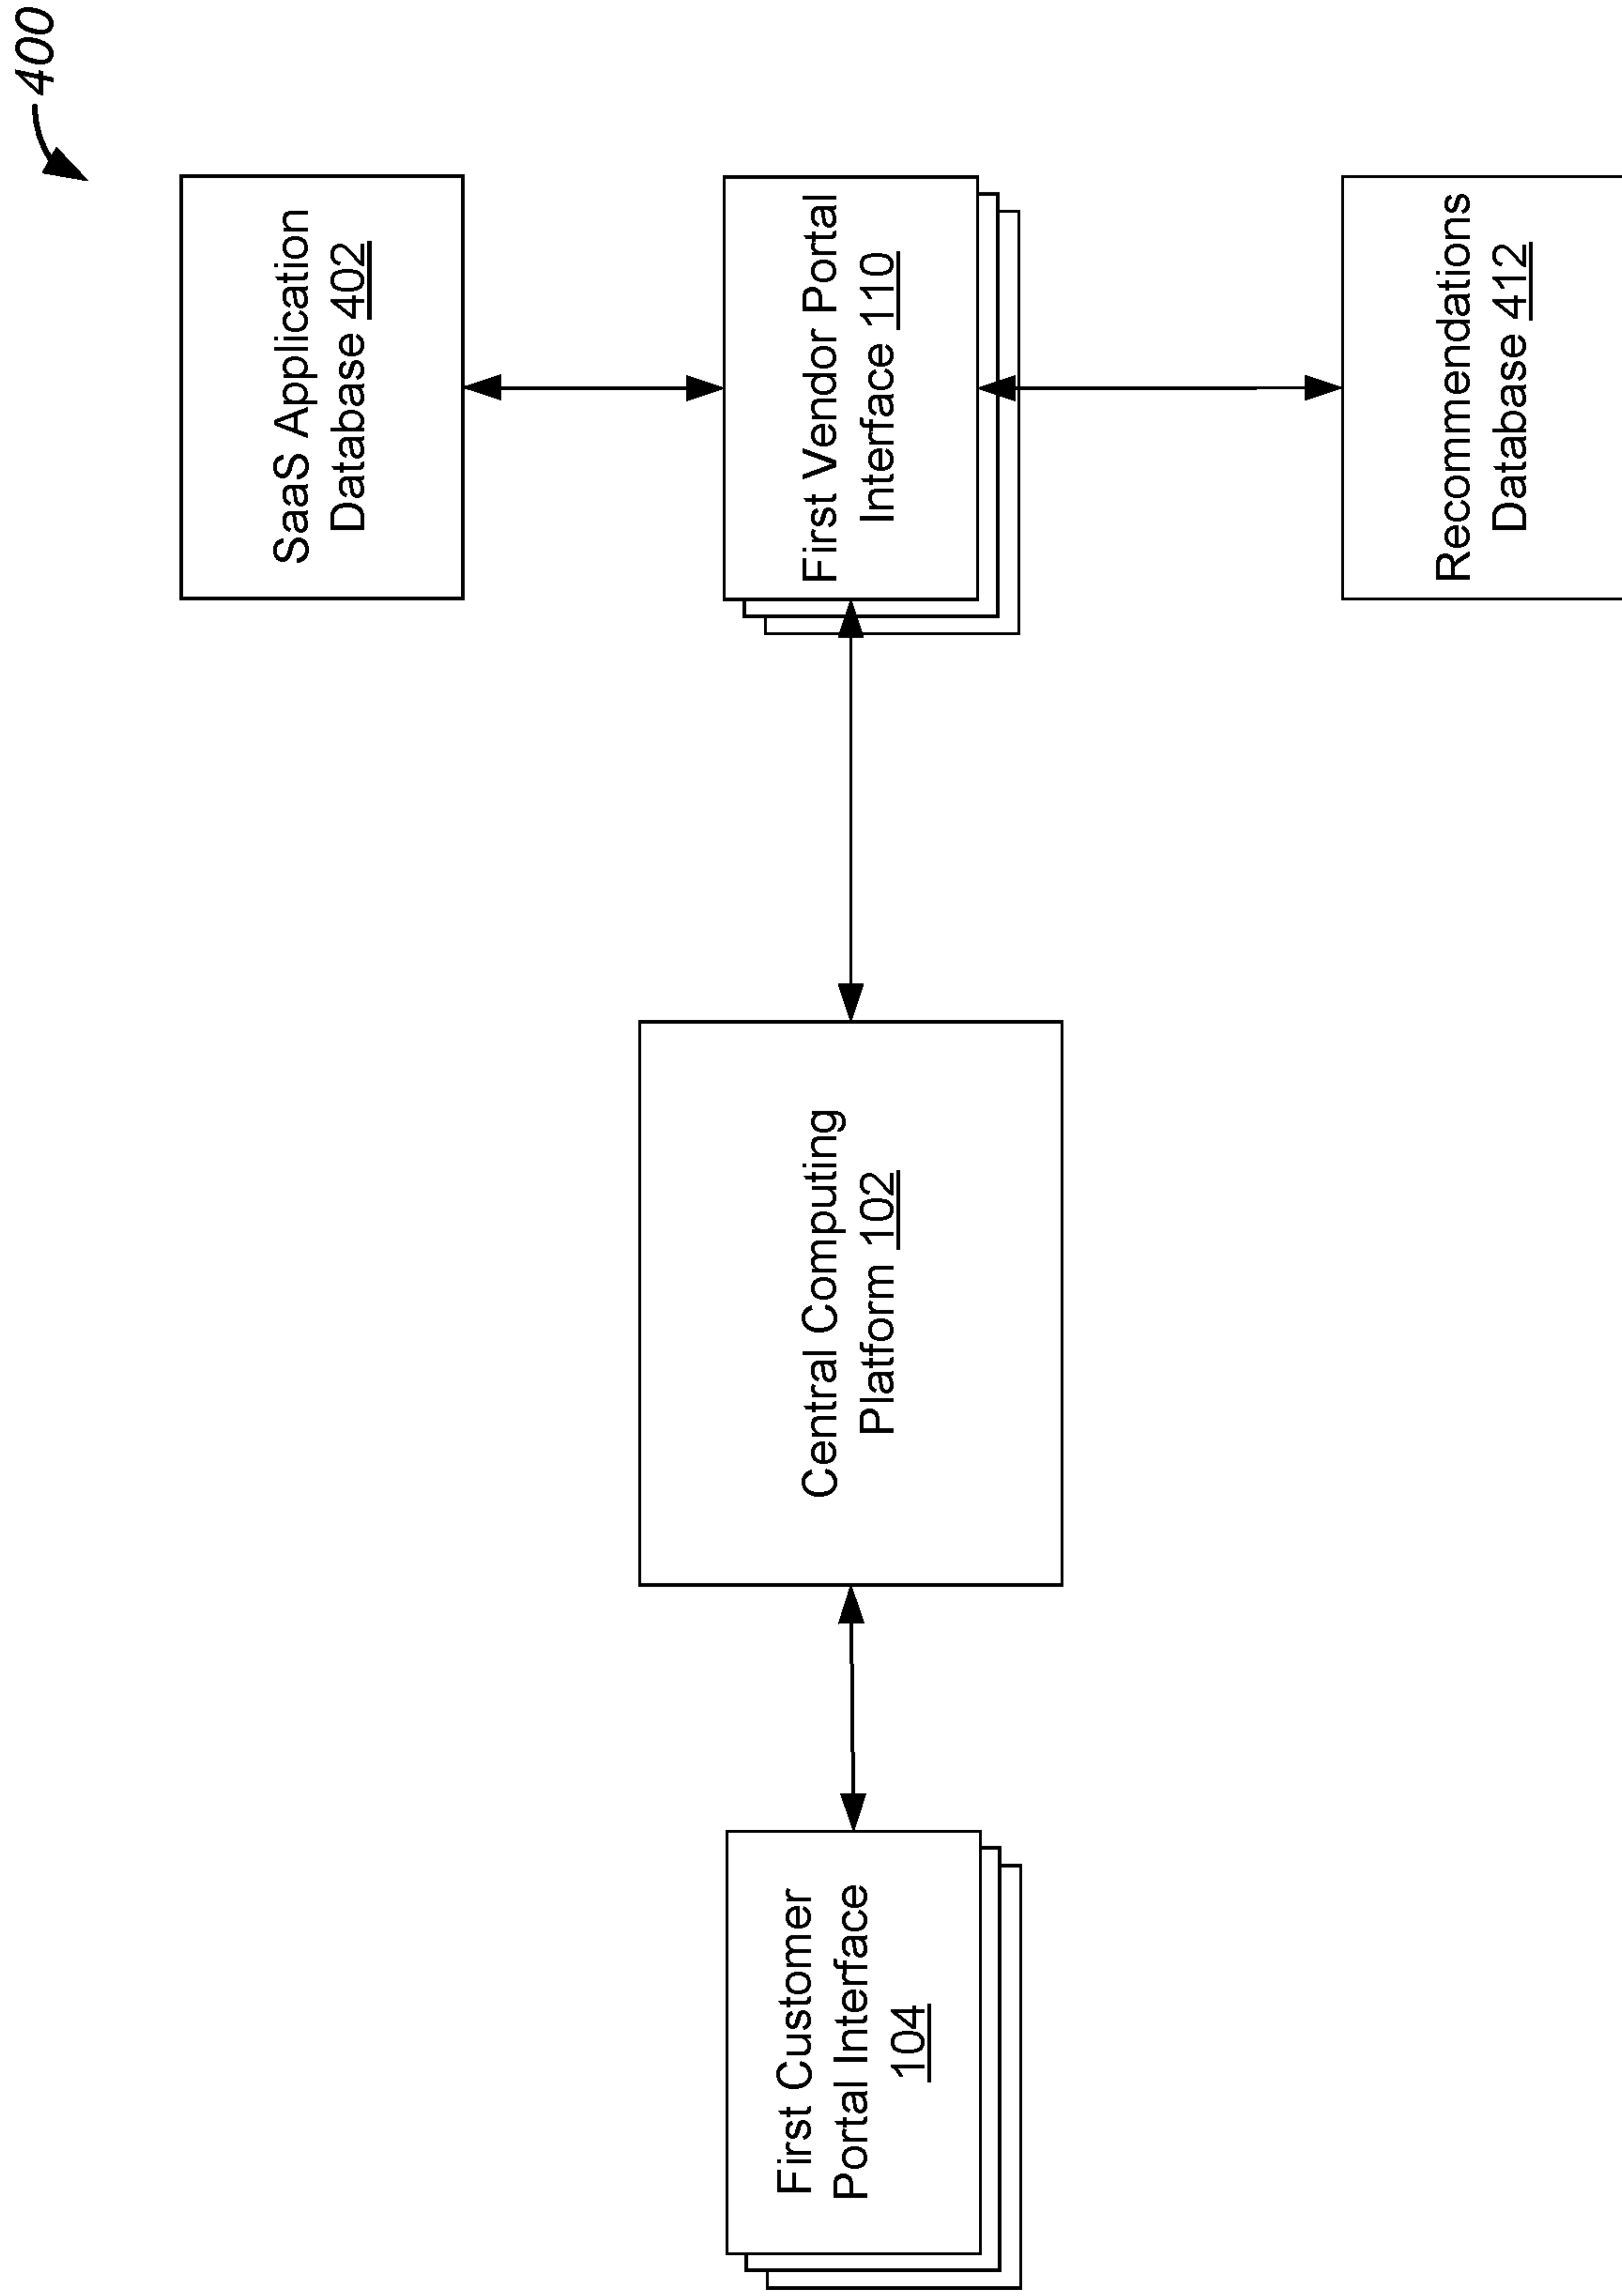 400
SaaS Application
Database 402
First Vendor Portal
Interface 110
Recommendations
Database 412
Central Computing
Platform 102
First Customer
Portal Interface
104